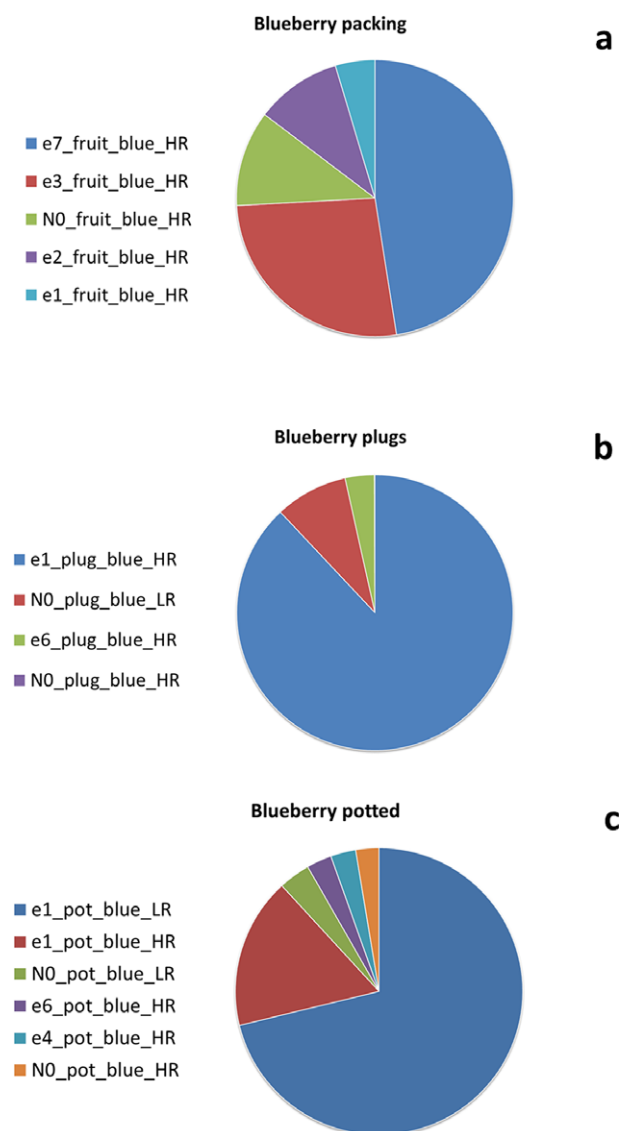 Blueberry packing
a
e7_fruit_blue_HR
e3_fruit_blue_HR
N0_fruit_blue_HR
e2_fruit_blue_HR
e1_fruit_blue_HR
Blueberry plugs
b
e1_plug_blue_HR
N0_plug_blue_LR
e6_plug_blue_HR
N0_plug_blue_HR
Blueberry potted
c
e1_pot_blue_LR
e1_pot_blue_HR
N0_pot_blue_LR
e6_pot_blue_HR
e4_pot_blue_HR
N0_pot_blue_HR